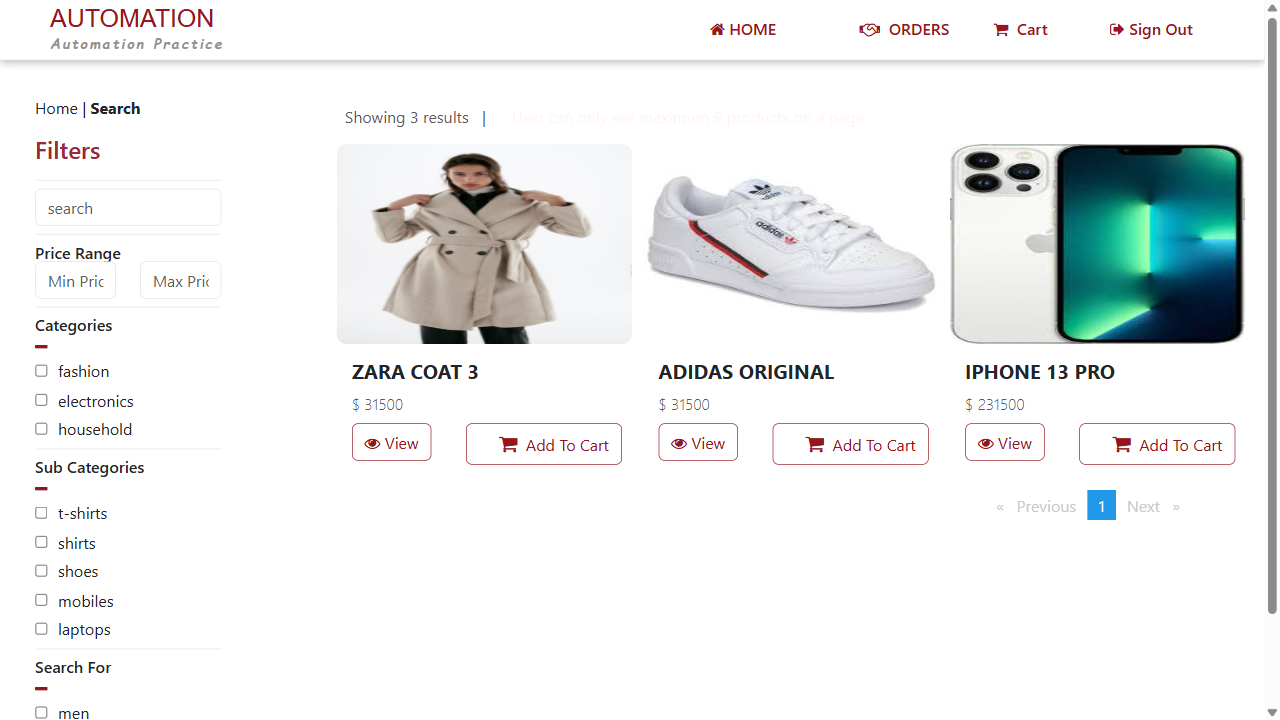 AUTOMATION
Automation Practice
HOME
ORDERS
Cart
Sign Out
Home | Search
Filters
search
Price Range
Min Pric
Max Pric
Categories
fashion
electronics
household
Sub Categories
t-shirts
shirts
shoes
mobiles
laptops
Search For
men
Showing 3 results |
User can only see maximum 9 products on a page
adidas
adidas
ZARA COAT 3
$ 31500
View
Add To Cart
ADIDAS ORIGINAL
$ 31500
View
Add To Cart
IPHONE 13 PRO
$ 231500
View
Add To Cart
« Previous 1 Next »